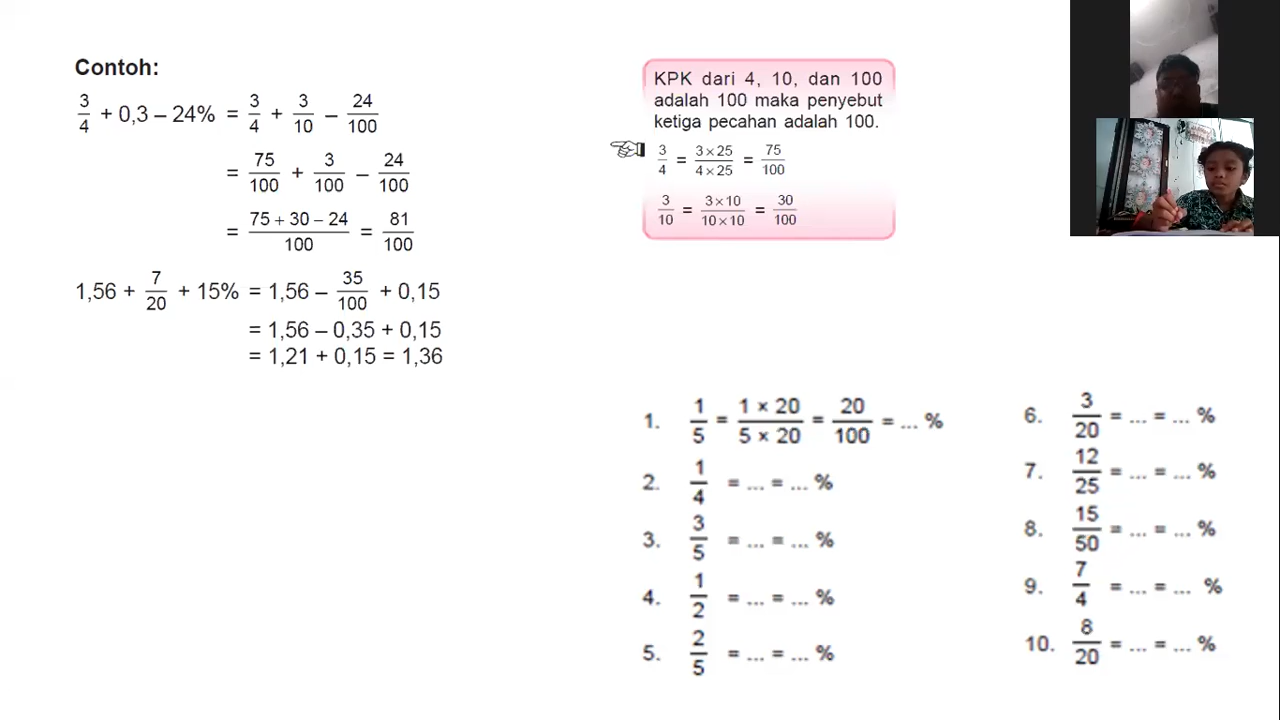 Contoh:
3/4 + 0,3 – 24% = 3/4 + 3/10 – 24/100
= 75/100 + 3/100 – 24/100
= 75 + 30 – 24/100 = 81/100
1,56 + 7/20 + 15% = 1,56 – 35/100 + 0,15
= 1,56 – 0,35 + 0,15
= 1,21 + 0,15 = 1,36
KPK dari 4, 10, dan 100
adalah 100 maka penyebut
ketiga pecahan adalah 100.
3/4 = 3 × 25/4 × 25 = 75/100
3/10 = 3 × 10/10 × 10 = 30/100
1. 1/5 = 1 × 20/5 × 20 = 20/100 = ... %
2. 1/4 = ... = ... %
3. 3/5 = ... = ... %
4. 1/2 = ... = ... %
5. 2/5 = ... = ... %
6. 3/20 = ... = ... %
7. 12/25 = ... = ... %
8. 15/50 = ... = ... %
9. 7/4 = ... = ... %
10. 8/20 = ... = ... %